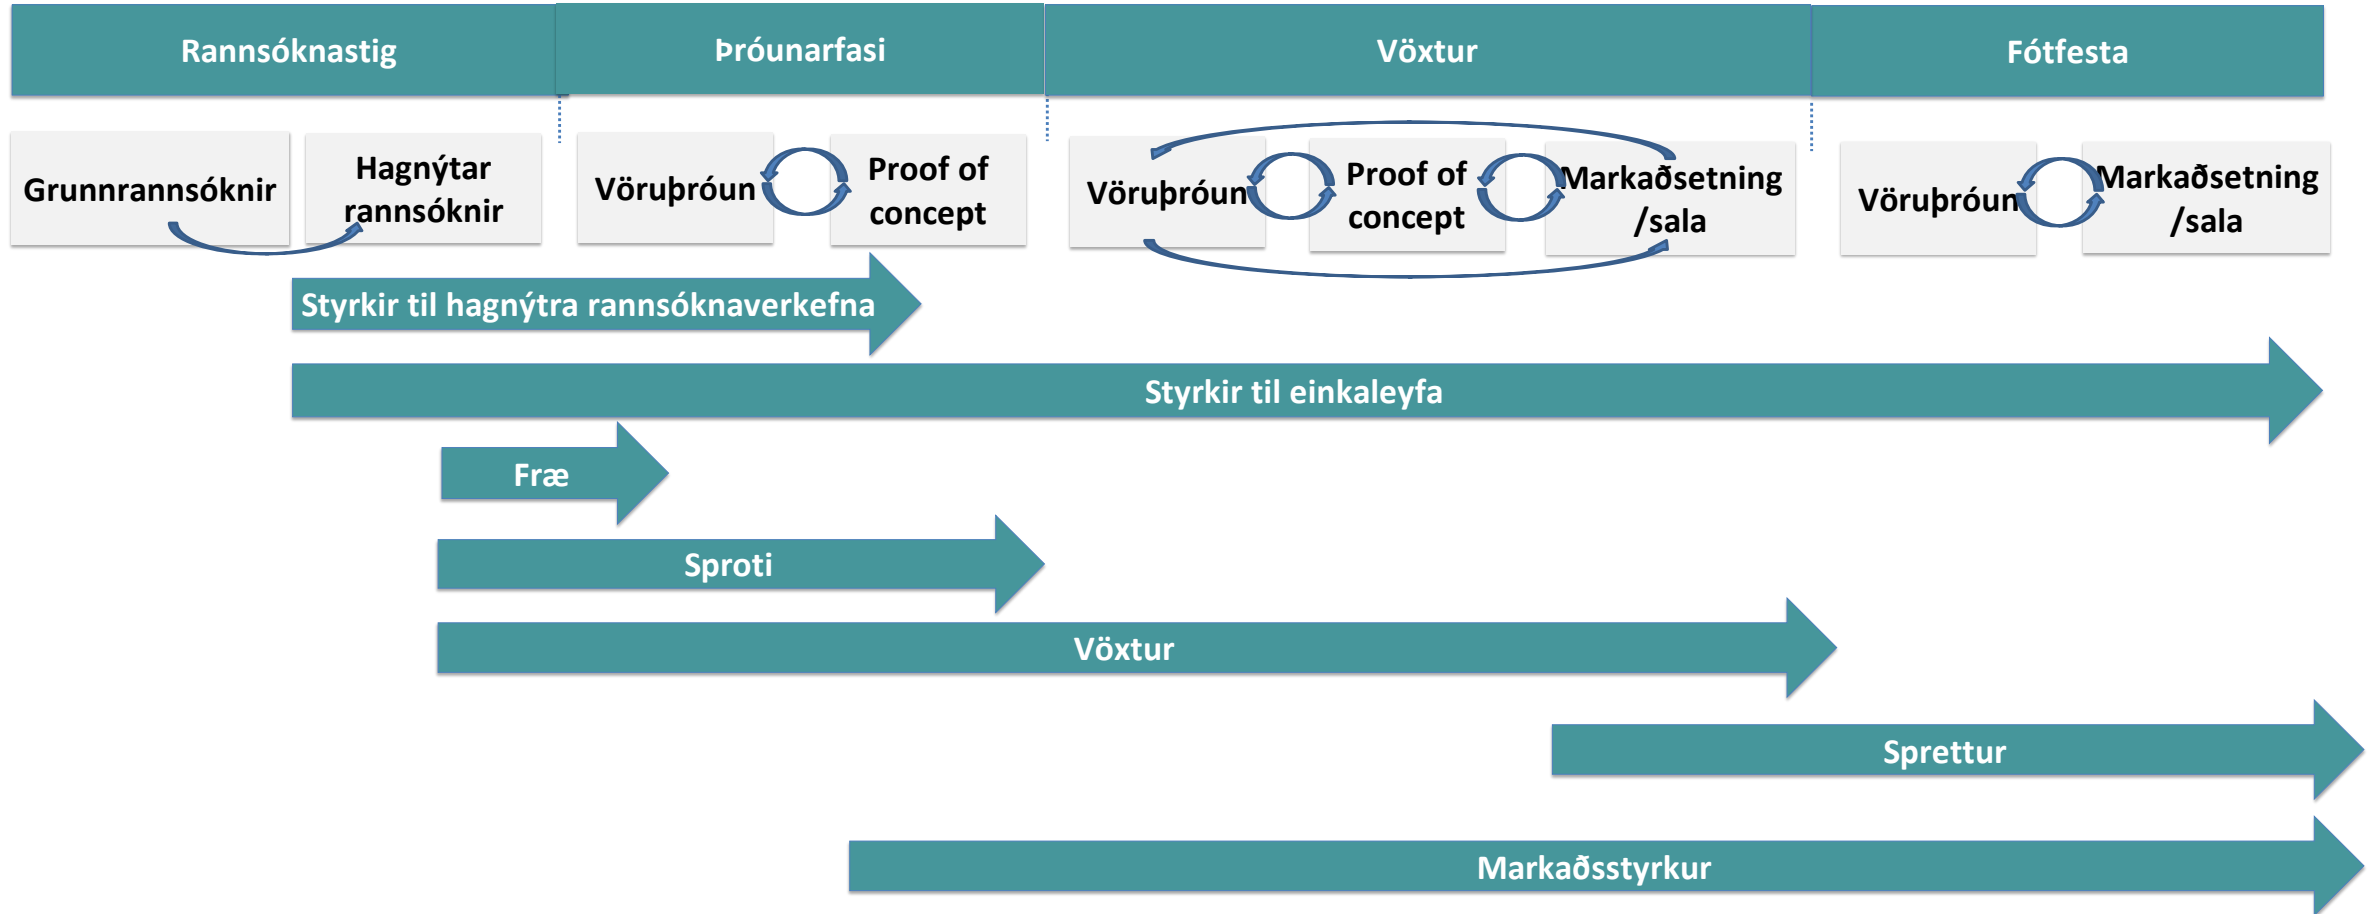 Rannsóknastig
Þróunarfasi
Vöxtur
Fótfesta
Grunnrannsóknir
Hagnýtar
rannsóknir
Vöruþróun
Proof of
concept
Vöruþróun
Proof of
concept
Markaðsetning
/sala
Vöruþróun
Markaðsetning
/sala
Styrkir til hagnýtra rannsóknaverkefna
Styrkir til einkaleyfa
Fræ
Sproti
Vöxtur
Sprettur
Markaðsstyrkur